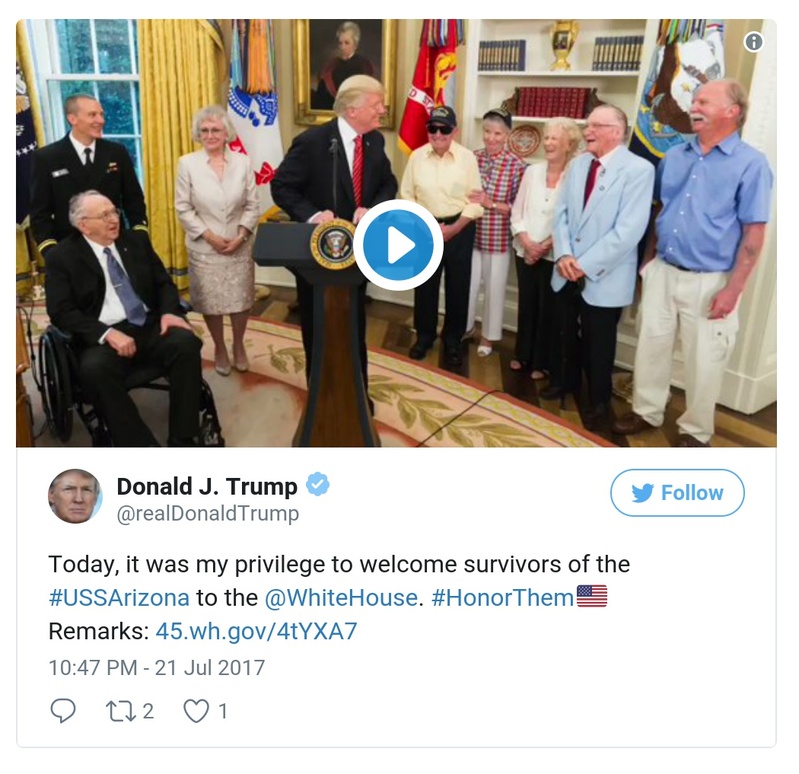 Donald J. Trump
@realDonaldTrump
Follow
Today, it was my privilege to welcome survivors of the
#USSArizona to the @WhiteHouse. #HonorThem🇺🇸
Remarks: 45.wh.gov/4tYXA7
10:47 PM - 21 Jul 2017
2
1